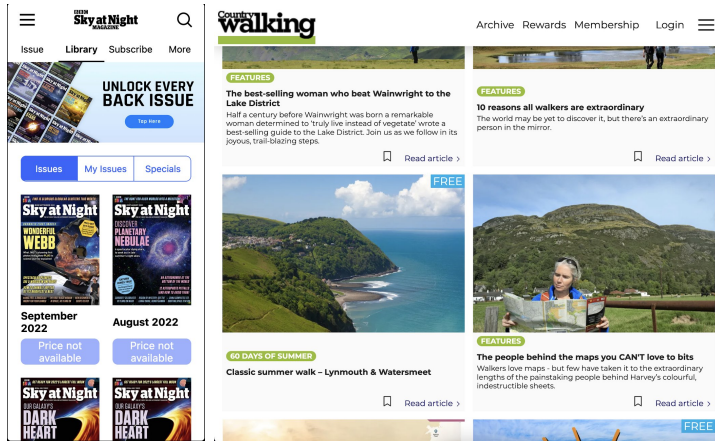 BBC
Sky at Night
MAGAZINE
Issue Library Subscribe More
UNLOCK EVERY
BACK ISSUE
Tap Here
Issues My Issues Specials
Sky at Night
WONDERFUL
WEBB
Sky at Night
DISCOVER
PLANETARY
NEBULAE
September
2022
August 2022
Price not
available
Price not
available
Sky at Night
OUR GALAXY'S
DARK
HEART
Sky at Night
OUR GALAXY'S
DARK
HEART
Country
walking
Archive Rewards Membership Login
FEATURES
The best-selling woman who beat Wainwright to the
Lake District
Half a century before Wainwright was born a remarkable
woman determined to 'truly live instead of vegetate' wrote a
best-selling guide to the Lake District. Join us as we follow in its
joyous, trail-blazing steps.
Read article >
FEATURES
10 reasons all walkers are extraordinary
The world may be yet to discover it, but there's an extraordinary
person in the mirror.
Read article >
FREE
60 DAYS OF SUMMER
Classic summer walk – Lynmouth & Watersmeet
Read article >
FEATURES
The people behind the maps you CAN'T love to bits
Walkers love maps - but few have taken it to the extraordinary
lengths of the painstaking people behind Harvey's colourful,
indestructible sheets.
Read article >
FREE